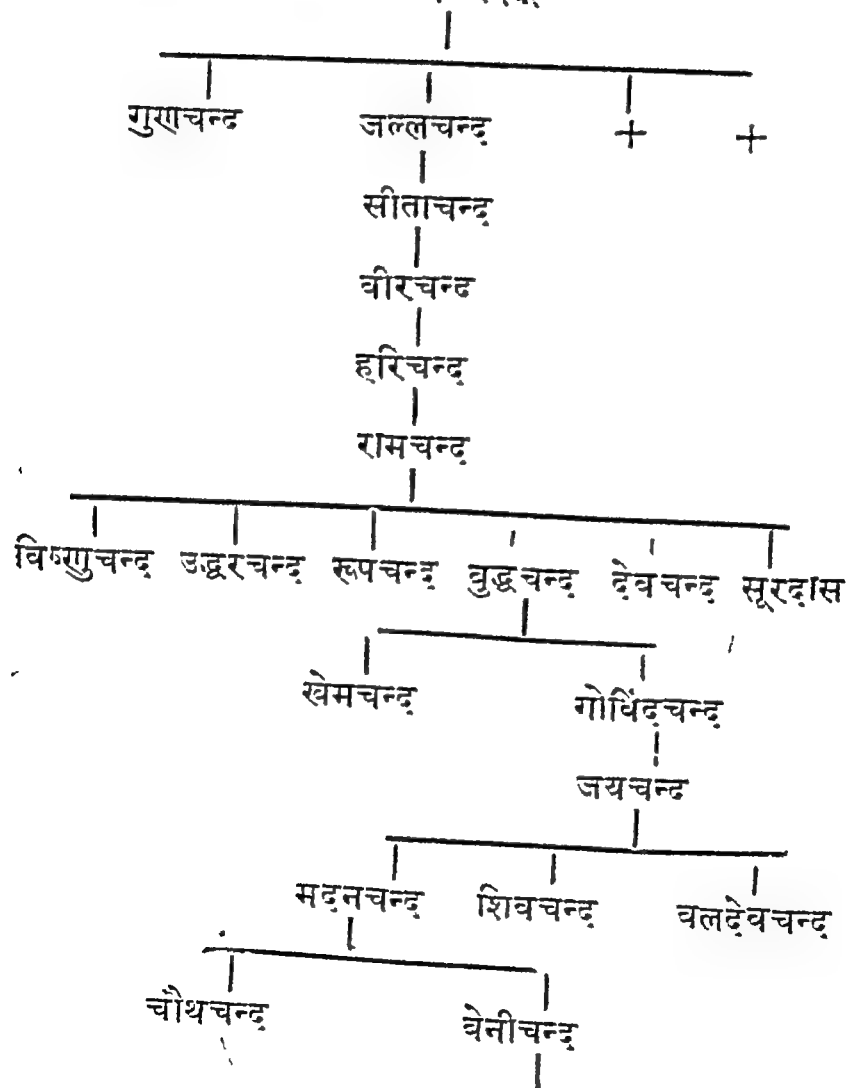 गुणचन्द जल्लचन्द + +
सीताचन्द
वीरचन्द
हरिचन्द
रामचन्द
विष्णुचन्द उद्धरचन्द रूपचन्द वुद्धचन्द देवचन्द सूरदास
खेमचन्द गोविंदचन्द
जयचन्द
मदनचन्द शिवचन्द वलदेवचन्द
चौथचन्द वेनीचन्द